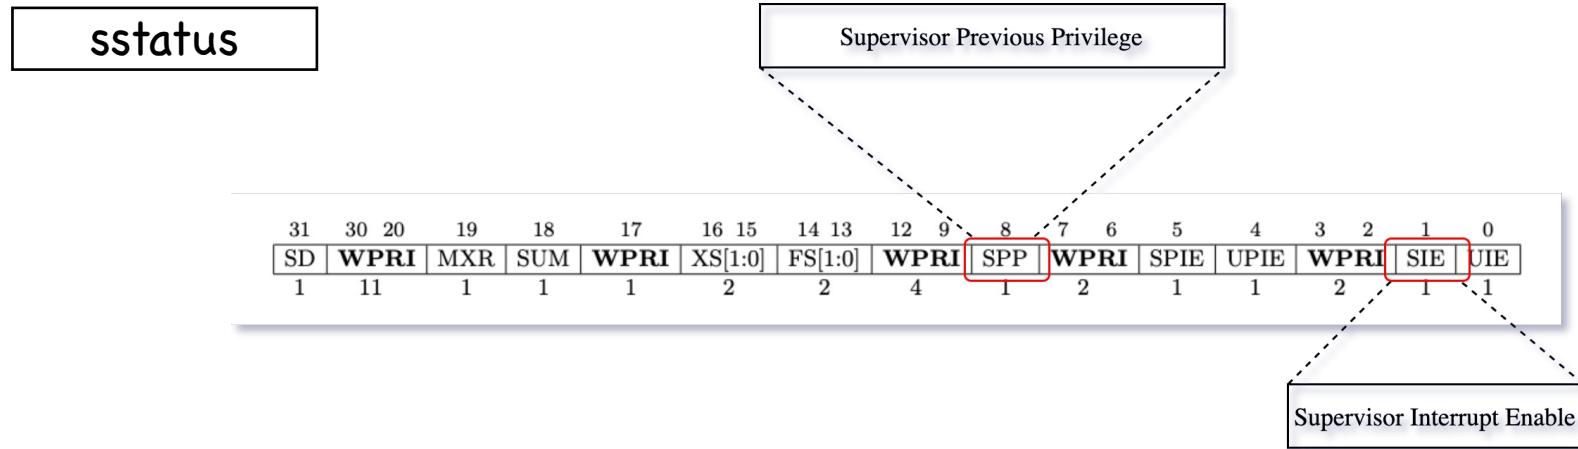 sstatus
Supervisor Previous Privilege
31 30 20 19 18 17 16 15 14 13 12 9 8 7 6 5 4 3 2 1 0
SD WPRI MXR SUM WPRI XS[1:0] FS[1:0] WPRI SPP WPRI SPIE UPIE WPRI SIE UIE
1 11 1 1 1 2 2 4 1 2 1 1 2 1 1
Supervisor Interrupt Enable